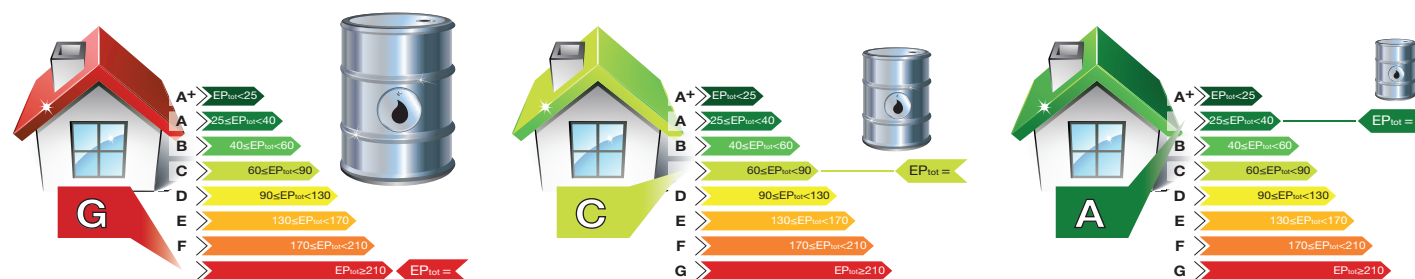 A+ EPtot<25
A 25≤EPtot<40
B 40≤EPtot<60
C 60≤EPtot<90
D 90≤EPtot<130
E 130≤EPtot<170
F 170≤EPtot<210
EPtot≥210 EPtot =
G
A+ EPtot<25
A 25≤EPtot<40
B 40≤EPtot<60
C 60≤EPtot<90 EPtot =
D 90≤EPtot<130
E 130≤EPtot<170
F 170≤EPtot<210
G EPtot≥210
C
A+ EPtot<25
A 25≤EPtot<40 EPtot =
B 40≤EPtot<60
C 60≤EPtot<90
D 90≤EPtot<130
E 130≤EPtot<170
F 170≤EPtot<210
G EPtot≥210
A